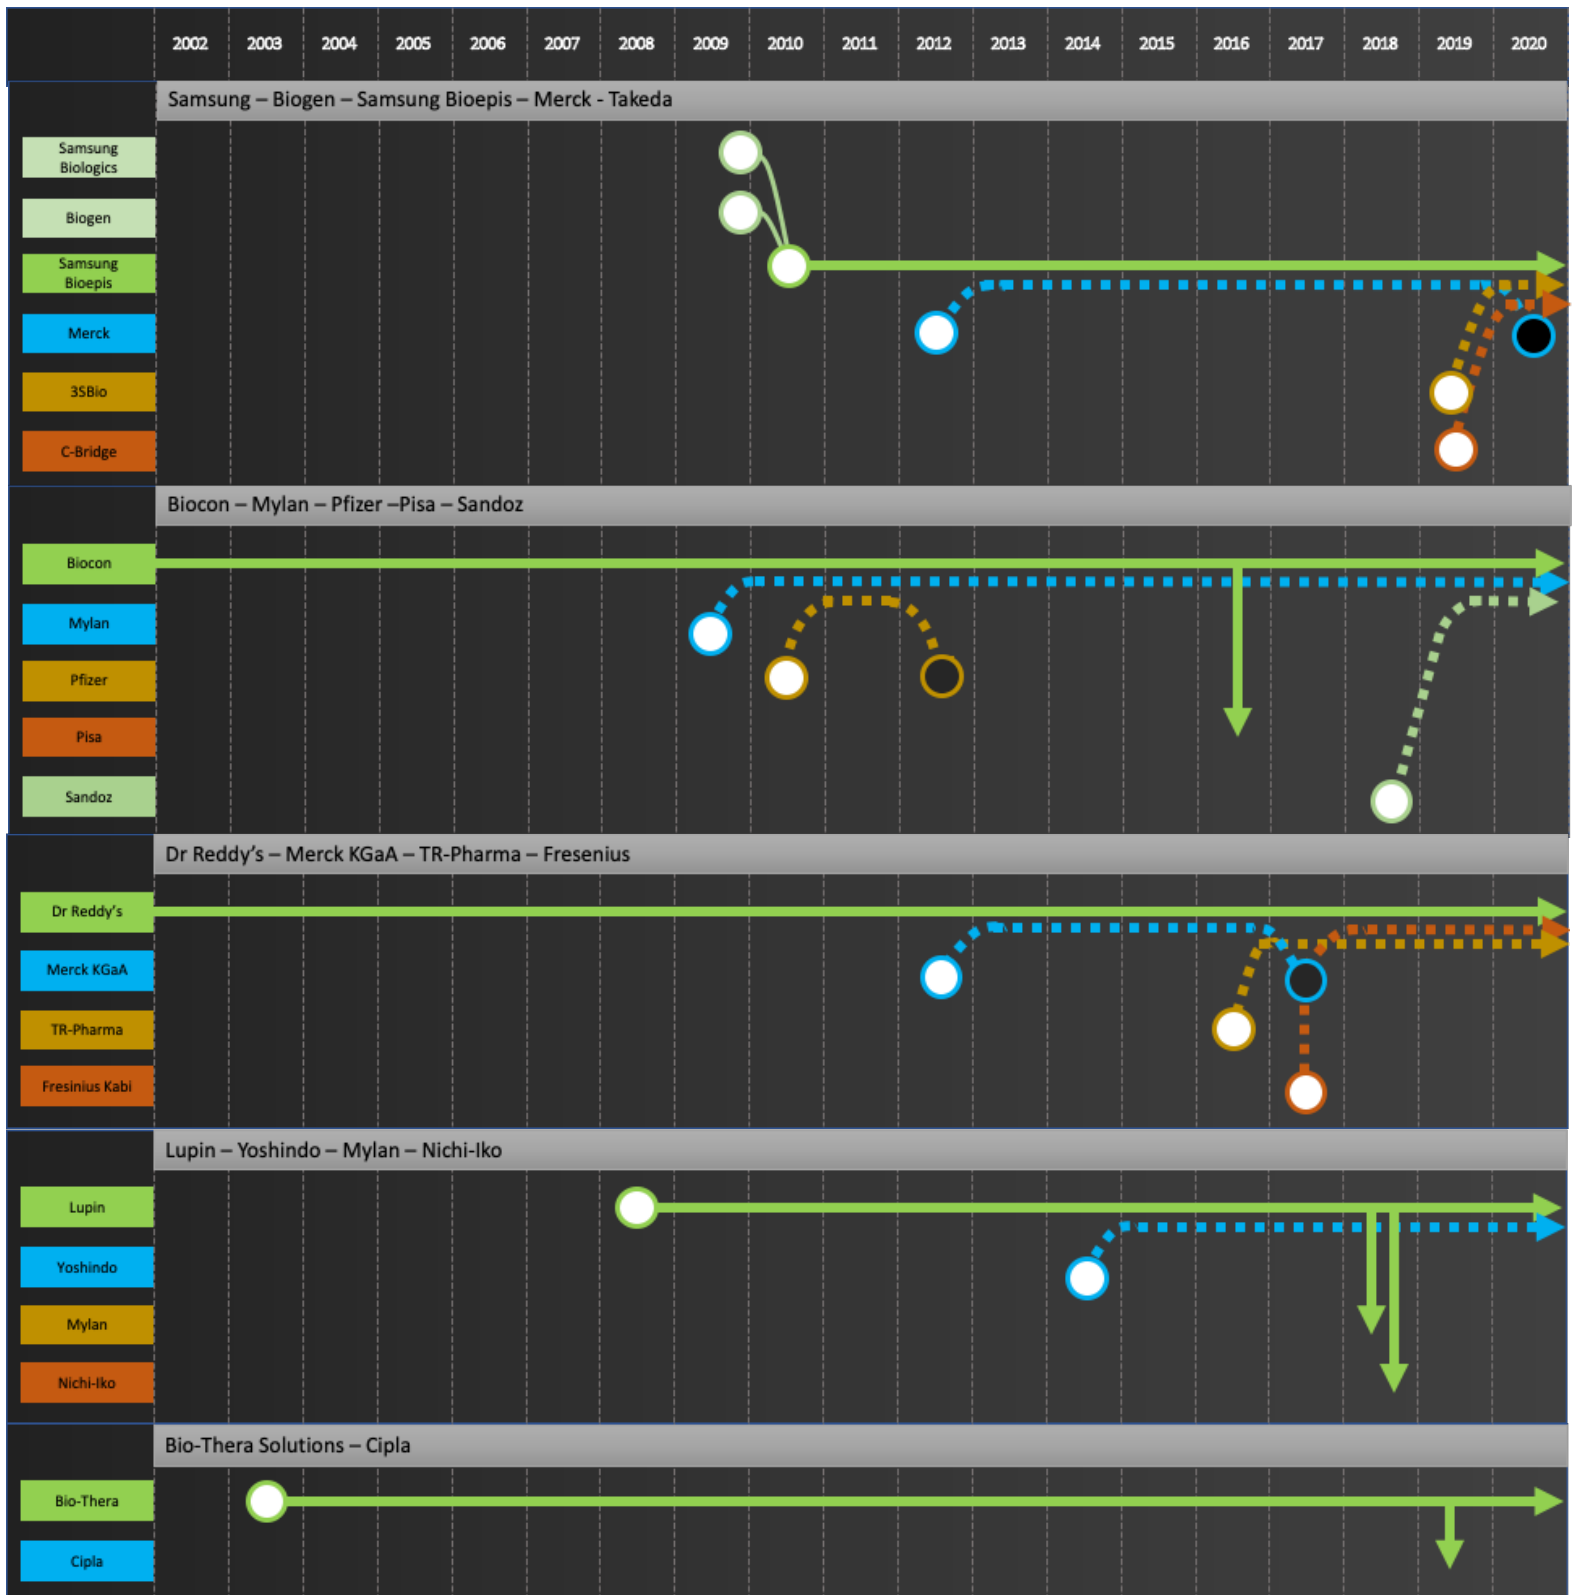 2002 2003 2004 2005 2006 2007 2008 2009 2010 2011 2012 2013 2014 2015 2016 2017 2018 2019 2020
Samsung – Biogen – Samsung Bioepis – Merck - Takeda
Samsung
Biologics
Biogen
Samsung
Bioepis
Merck
3SBio
C-Bridge
Biocon – Mylan – Pfizer –Pisa – Sandoz
Biocon
Mylan
Pfizer
Pisa
Sandoz
Dr Reddy’s – Merck KGaA – TR-Pharma – Fresenius
Dr Reddy’s
Merck KGaA
TR-Pharma
Fresinius Kabi
Lupin – Yoshindo – Mylan – Nichi-Iko
Lupin
Yoshindo
Mylan
Nichi-Iko
Bio-Thera Solutions – Cipla
Bio-Thera
Cipla